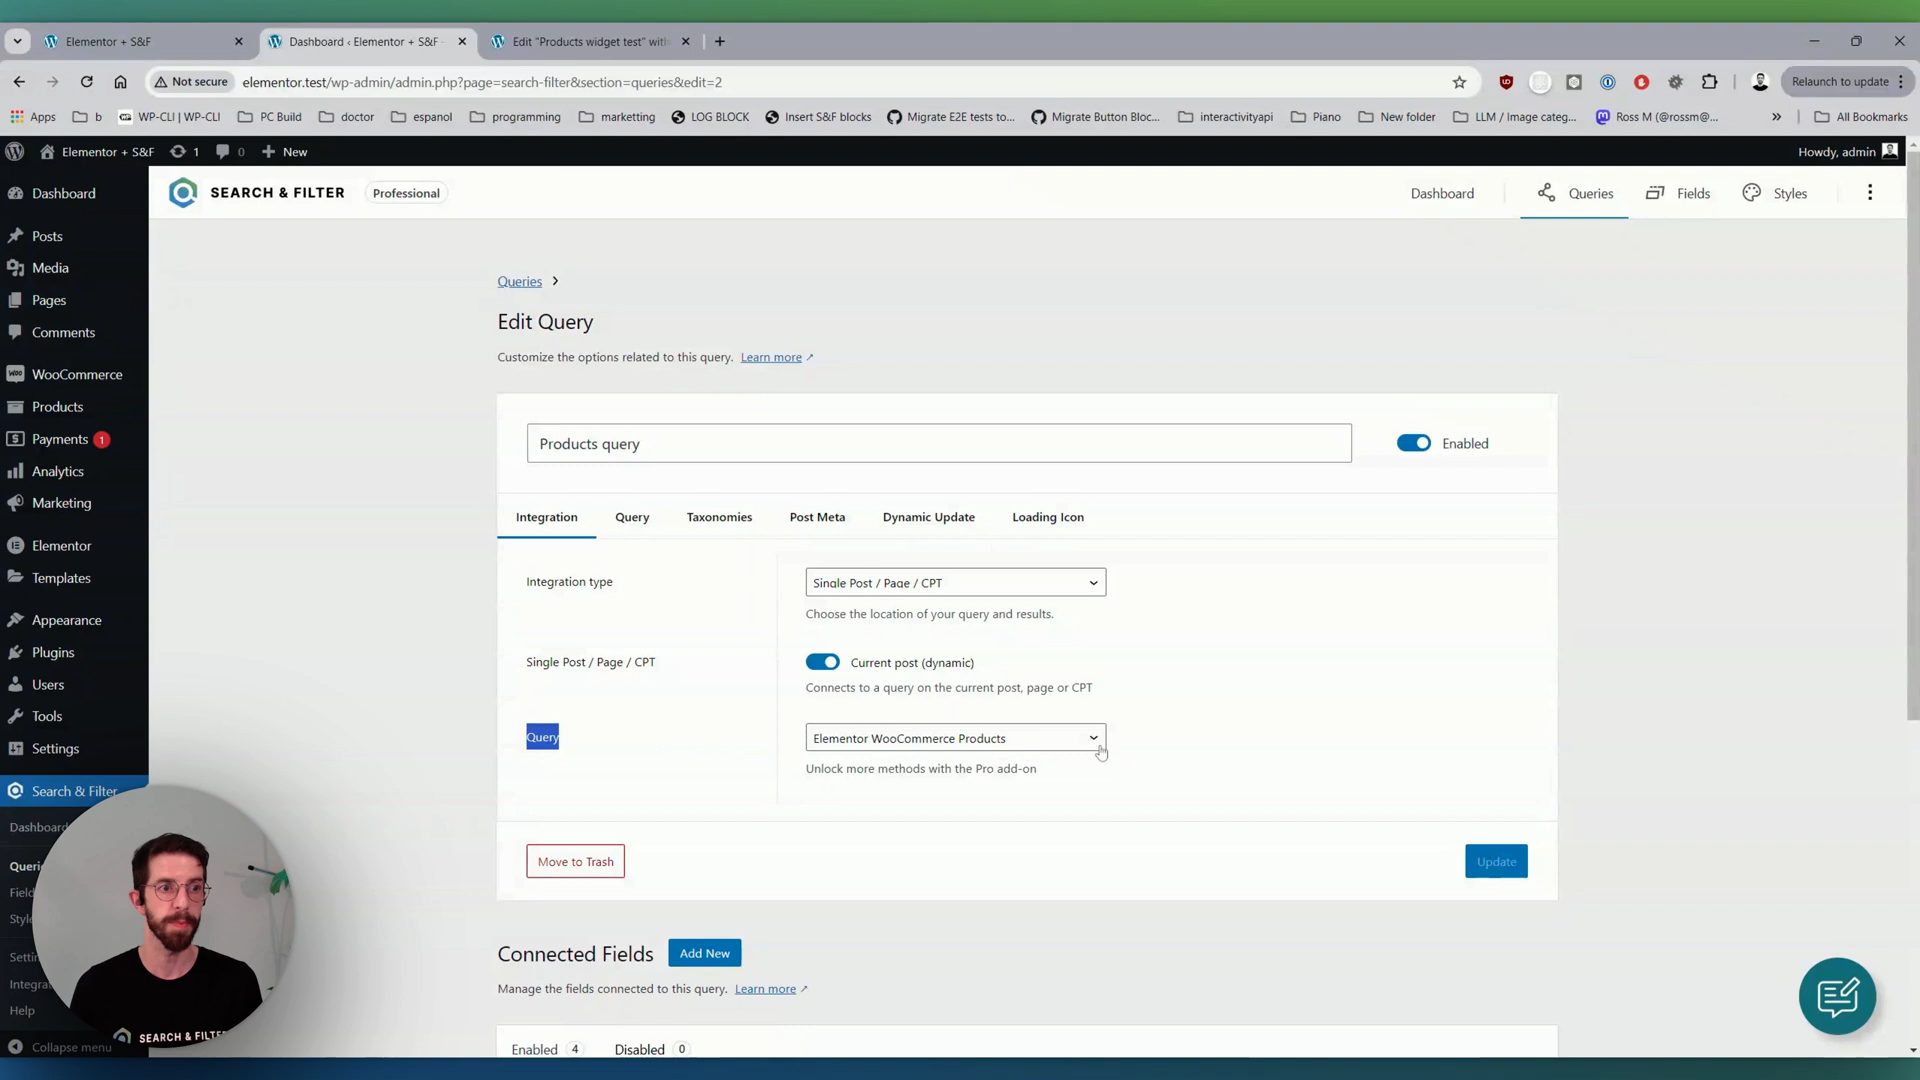 Elementor + S&F
Dashboard ‹ Elementor + S&F -
Edit "Products widget test" with
Not secure
elementor.test/wp-admin/admin.php?page=search-filter&section=queries&edit=2
Relaunch to update
Apps
b
WP-CLI | WP-CLI
PC Build
doctor
espanol
programming
marketting
LOG BLOCK
Insert S&F blocks
Migrate E2E tests to...
Migrate Button Bloc...
interactivityapi
Piano
New folder
LLM / Image categ...
Ross M (@rossm@...
All Bookmarks
Elementor + S&F
1
0
New
Howdy, admin
Dashboard
Posts
Media
Pages
Comments
WooCommerce
Products
Payments 1
Analytics
Marketing
Elementor
Templates
Appearance
Plugins
Users
Tools
Settings
Search & Filter
Dashboard
Queri
Field
Style
Settin
Integra
Help
Collapse menu
SEARCH & FILTER
Professional
Dashboard
Queries
Fields
Styles
Queries
Edit Query
Customize the options related to this query. Learn more
Products query
Enabled
Integration
Query
Taxonomies
Post Meta
Dynamic Update
Loading Icon
Integration type
Single Post / Page / CPT
Choose the location of your query and results.
Single Post / Page / CPT
Current post (dynamic)
Connects to a query on the current post, page or CPT
Query
Elementor WooCommerce Products
Unlock more methods with the Pro add-on
Move to Trash
Update
Connected Fields
Add New
Manage the fields connected to this query. Learn more
Enabled 4
Disabled 0
SEARCH & FILTE